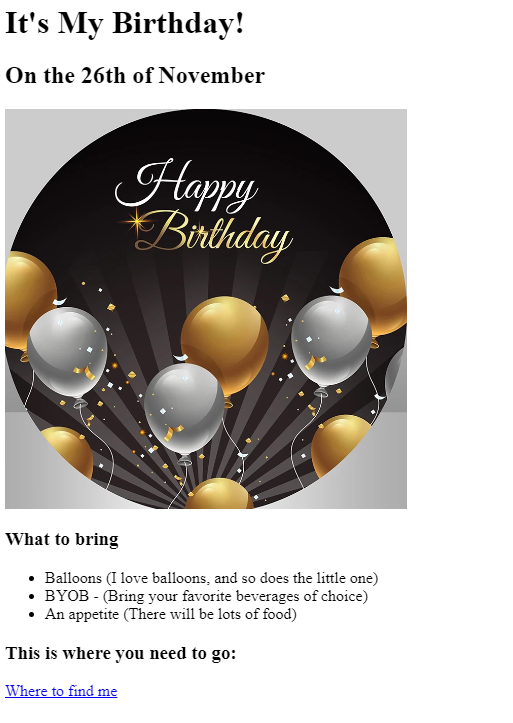 It's My Birthday!
On the 26th of November
Happy
Birthday
What to bring
Balloons (I love balloons, and so does the little one)
BYOB - (Bring your favorite beverages of choice)
An appetite (There will be lots of food)
This is where you need to go:
Where to find me